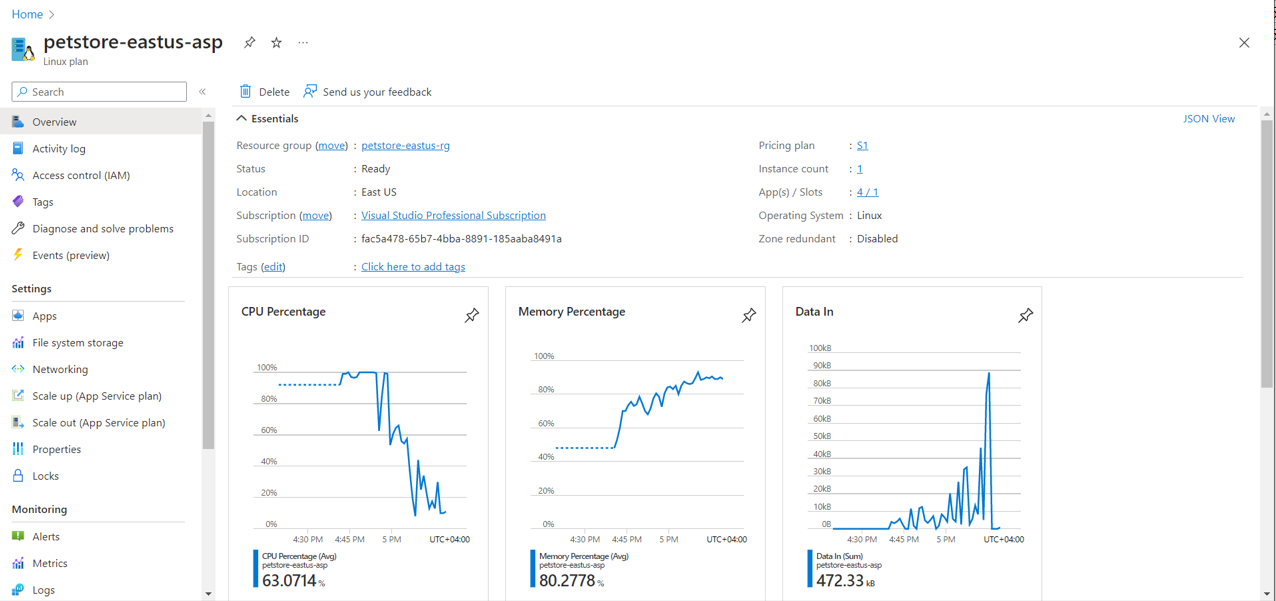 Home >
petstore-eastus-asp
Linux plan
Search
Delete Send us your feedback
Overview
Activity log
Access control (IAM)
Tags
Diagnose and solve problems
Events (preview)
Settings
Apps
File system storage
Networking
Scale up (App Service plan)
Scale out (App Service plan)
Properties
Locks
Monitoring
Alerts
Metrics
Logs
Essentials JSON View
Resource group (move) : petstore-eastus-rg
Status : Ready
Location : East US
Subscription (move) : Visual Studio Professional Subscription
Subscription ID : fac5a478-65b7-4bba-8891-185aaba8491a
Tags (edit) : Click here to add tags
Pricing plan : S1
Instance count : 1
App(s) / Slots : 4 / 1
Operating System : Linux
Zone redundant : Disabled
CPU Percentage
100%
80%
60%
40%
20%
0%
4:30 PM 4:45 PM 5 PM UTC+04:00
CPU Percentage (Avg)
petstore-eastus-asp
63.0714 %
Memory Percentage
100%
80%
60%
40%
20%
0%
4:30 PM 4:45 PM 5 PM UTC+04:00
Memory Percentage (Avg)
petstore-eastus-asp
80.2778 %
Data In
100kB
90kB
80kB
70kB
60kB
50kB
40kB
30kB
20kB
10kB
0B
4:30 PM 4:45 PM 5 PM UTC+04:00
Data In (Sum)
petstore-eastus-asp
472.33 kB